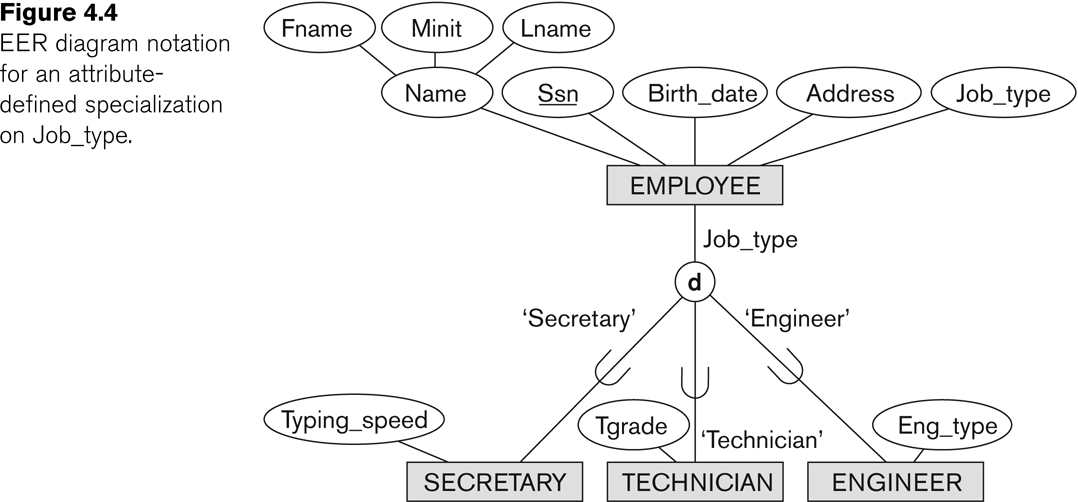 Figure 4.4
EER diagram notation
for an attribute-
defined specialization
on Job_type.
Fname
Minit
Lname
Name
Ssn
Birth_date
Address
Job_type
EMPLOYEE
Job_type
d
‘Secretary’
‘Engineer’
Typing_speed
Tgrade
‘Technician’
Eng_type
SECRETARY
TECHNICIAN
ENGINEER